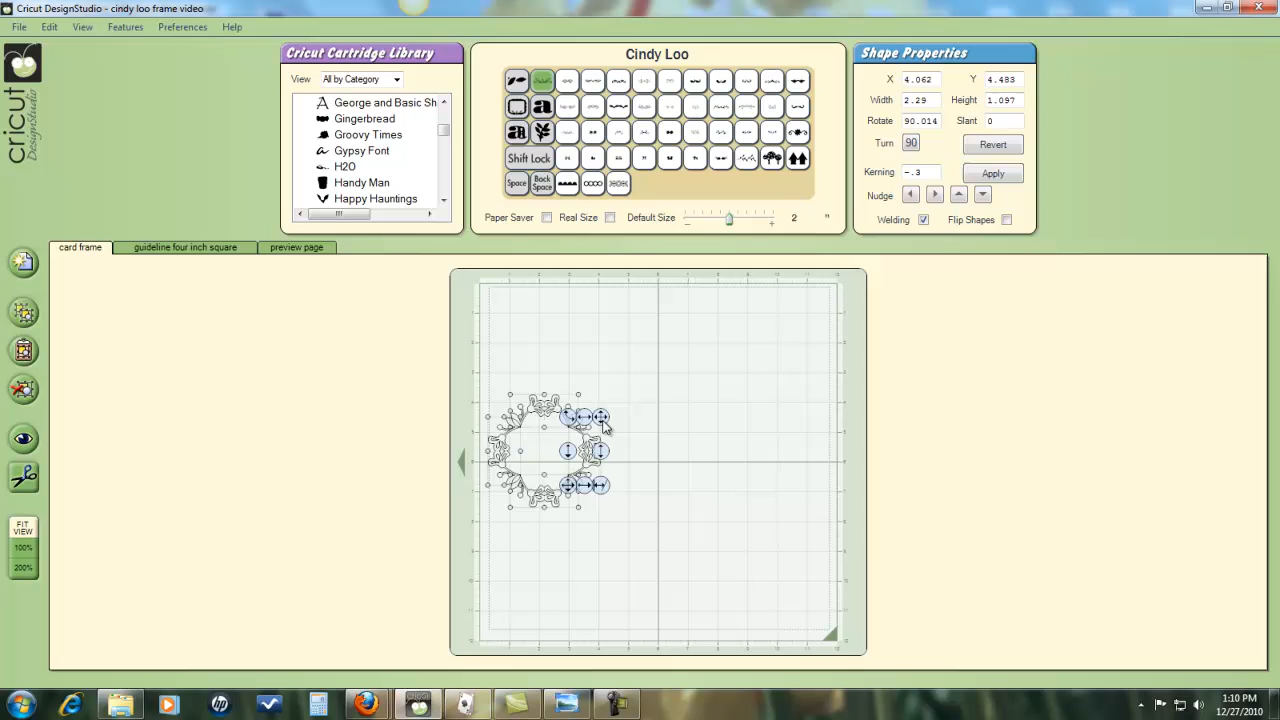 Cricut DesignStudio - cindy loo frame video
File Edit View Features Preferences Help
cricut
DesignStudio
Cricut Cartridge Library
View All by Category
George and Basic Sh
Gingerbread
Groovy Times
Gypsy Font
H2O
Handy Man
Happy Hauntings
Cindy Loo
a
a
Shift Lock
Space Back Space
Paper Saver Real Size Default Size 2 "
Shape Properties
X 4.062 Y 4.483
Width 2.29 Height 1.097
Rotate 90.014 Slant 0
Turn 90 Revert
Kerning -.3 Apply
Nudge
Welding Flip Shapes
card frame guideline four inch square preview page
FIT VIEW
100%
200%
1:10 PM
12/27/2010